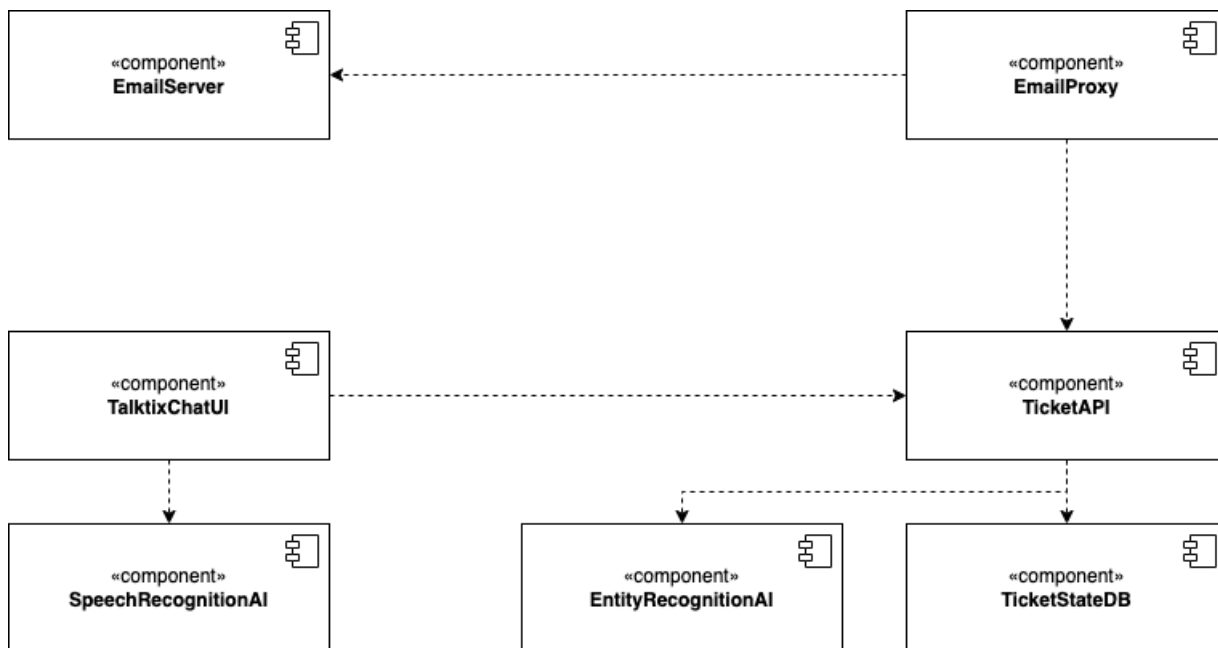 «component»
EmailServer
«component»
EmailProxy
«component»
TalktixChatUI
«component»
TicketAPI
«component»
SpeechRecognitionAI
«component»
EntityRecognitionAI
«component»
TicketStateDB